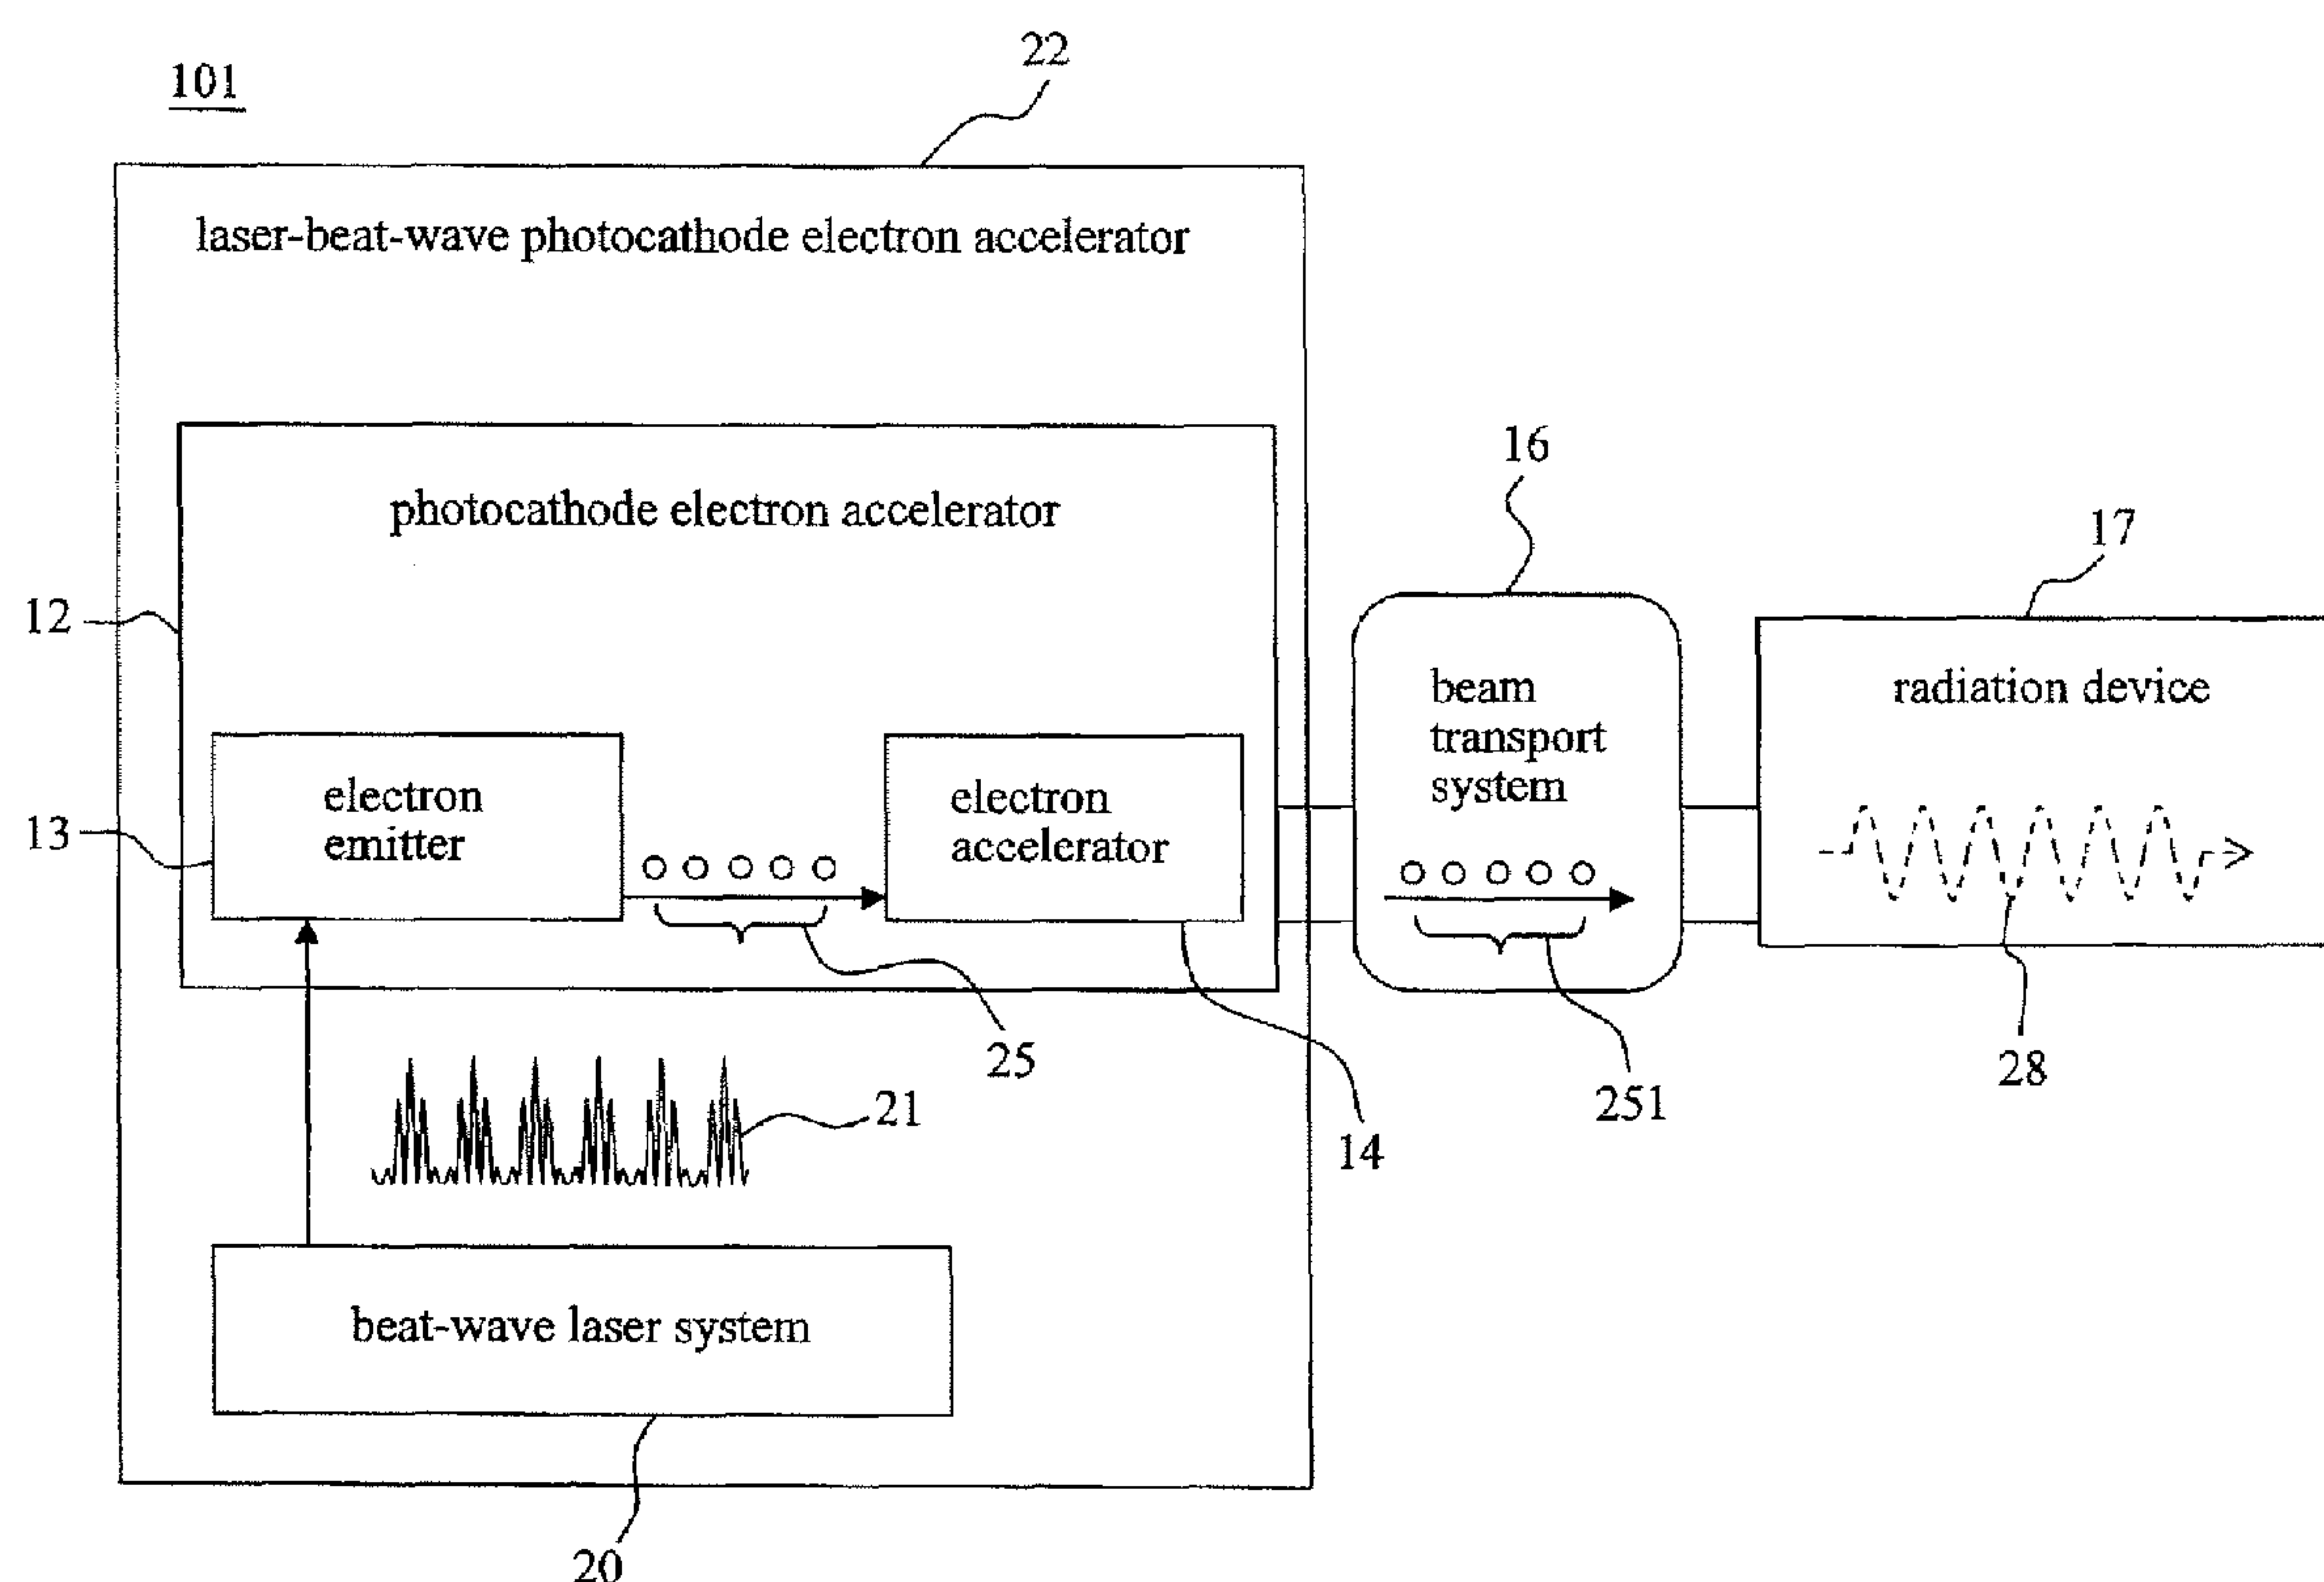 22
101
laser-beat-wave photocathode electron accelerator
16
photocathode electron accelerator
17
12
beam
transport
system
radiation device
electron
emitter
electron
accelerator
13
25
28
251
21
14
beat-wave laser system
20